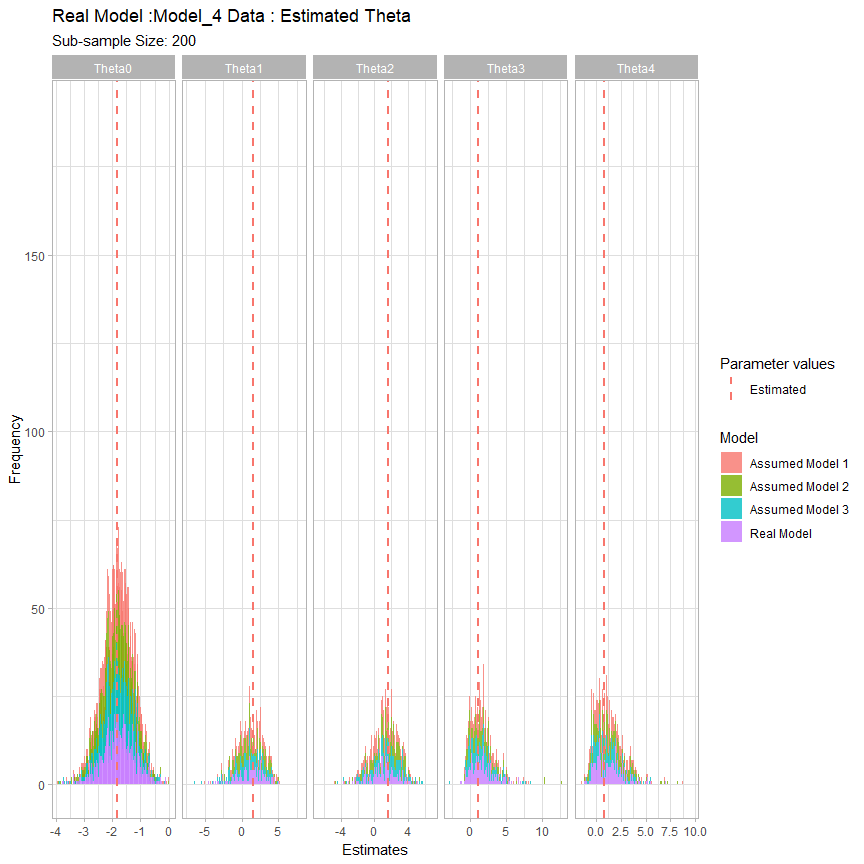 Real Model :Model_4 Data : Estimated Theta
Sub-sample Size: 200
Theta0 Theta1 Theta2 Theta3 Theta4
150
100
50
0
Frequency
-4 -3 -2 -1 0 -5 0 5 -4 0 4 0 5 10 0.0 2.5 5.0 7.5 10.0
Estimates
Parameter values
Estimated
Model
Assumed Model 1
Assumed Model 2
Assumed Model 3
Real Model